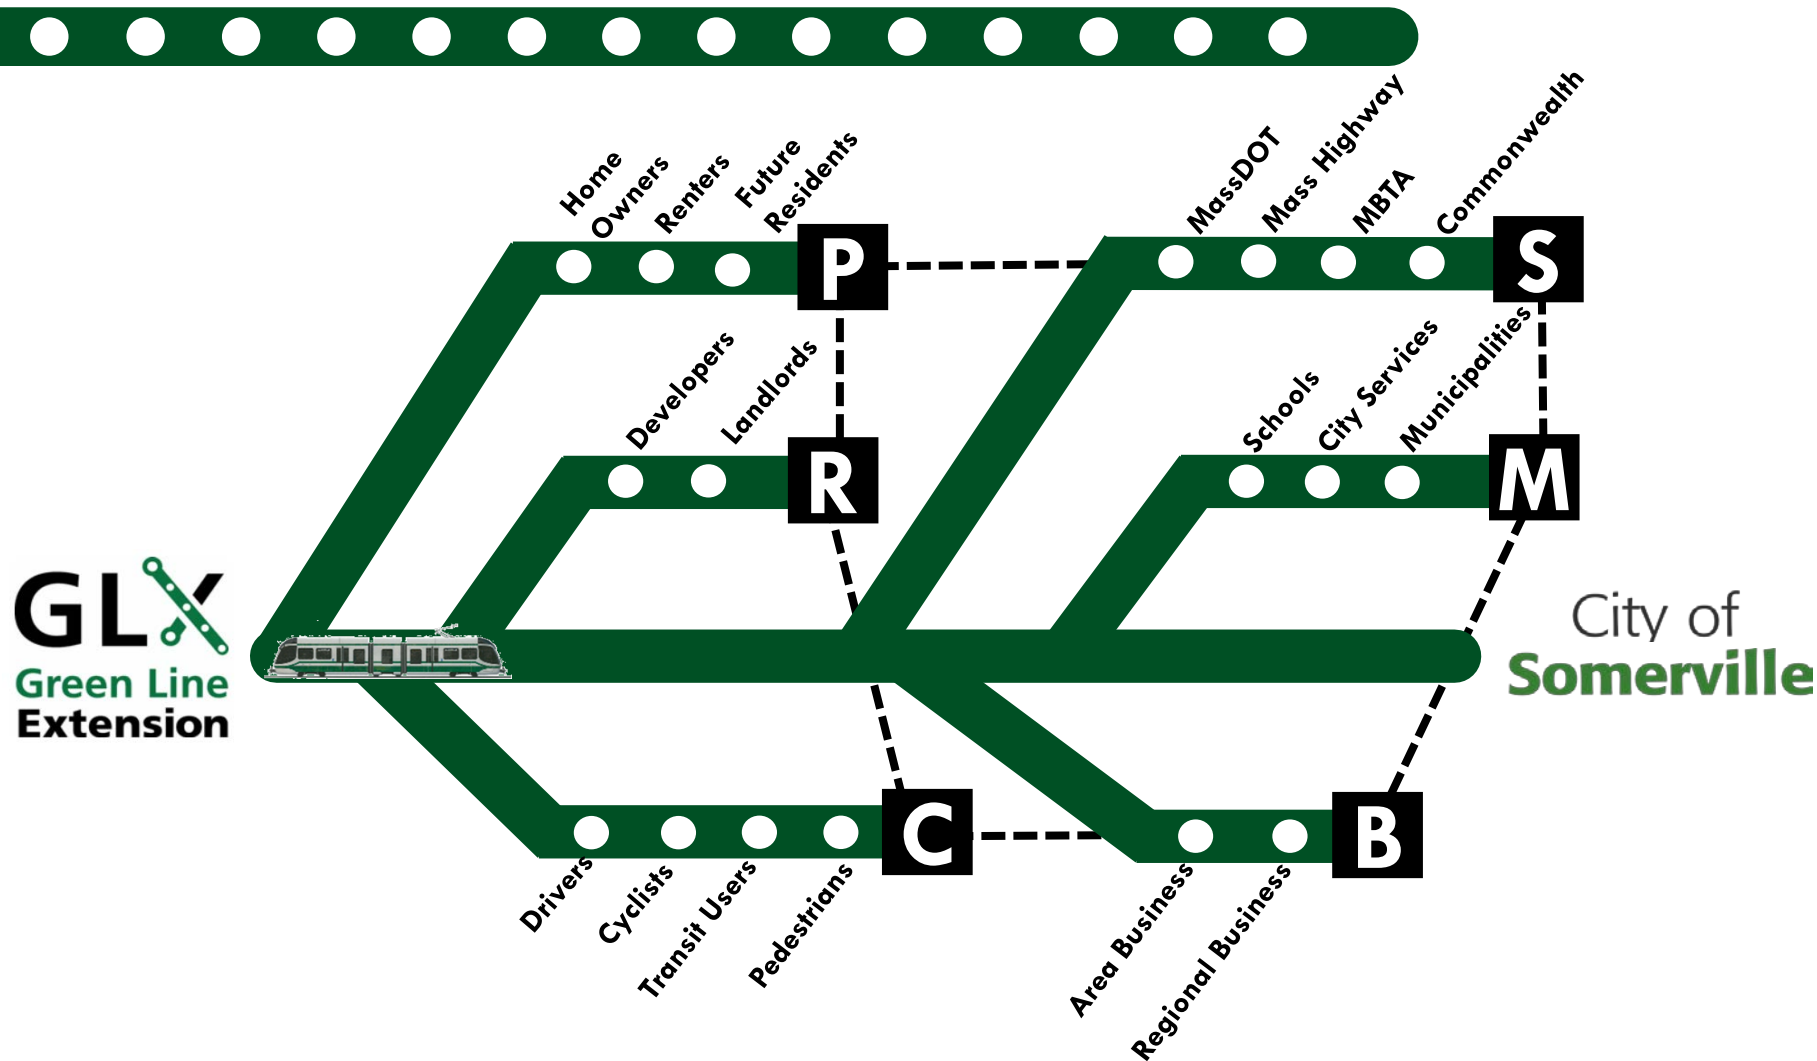 Home
Owners
Renters
Future
Residents
P
MassDOT
Mass Highway
MBTA
Commonwealth
S
Developers
Landlords
R
Schools
City Services
Municipalities
M
GLX
Green Line
Extension
City of
Somerville
Drivers
Cyclists
Transit Users
Pedestrians
C
Area Business
Regional Business
B